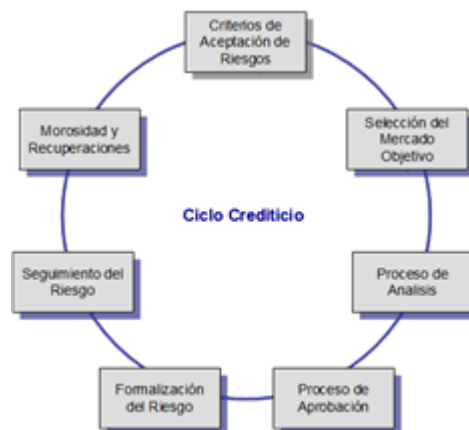 Criterios de
Aceptación de
Riesgos
Selección del
Mercado
Objetivo
Proceso de
Analisis
Proceso de
Aprobación
Formalización
del Riesgo
Seguimiento del
Riesgo
Morosidad y
Recuperaciones
Ciclo Crediticio